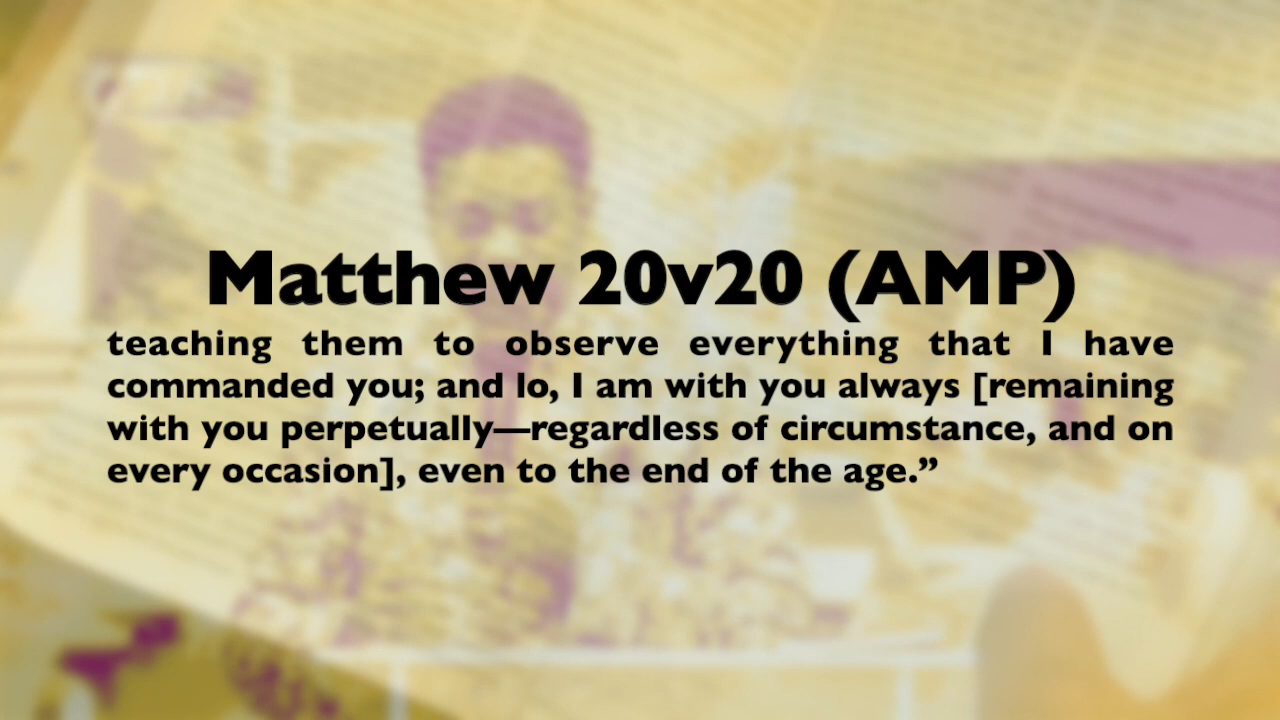 Matthew 20v20 (AMP)
teaching them to observe everything that I have
commanded you; and lo, I am with you always [remaining
with you perpetually—regardless of circumstance, and on
every occasion], even to the end of the age.”